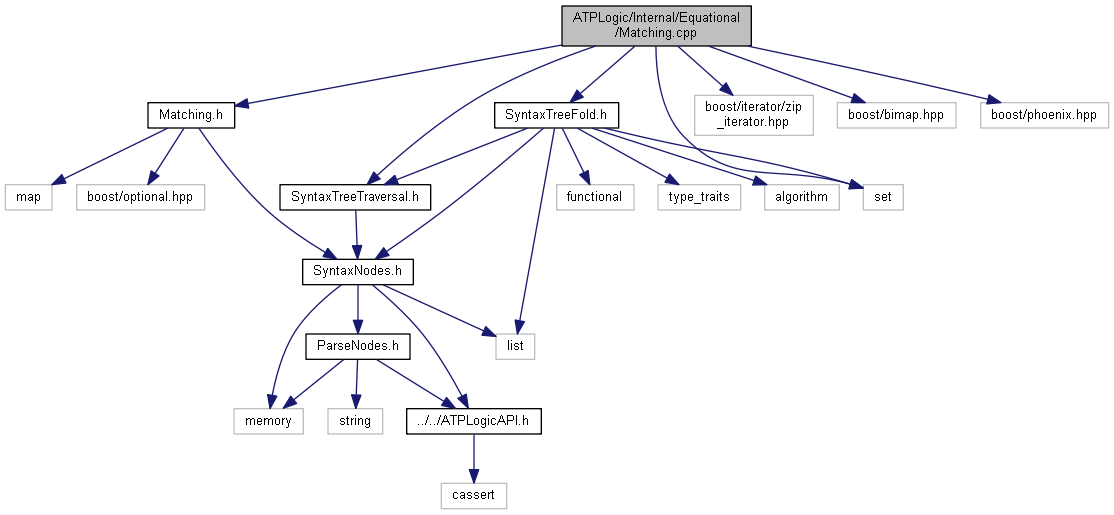 ATPLogic/Internal/Equational
/Matching.cpp
Matching.h
SyntaxTreeFold.h
boost/iterator/zip
_iterator.hpp
boost/bimap.hpp
boost/phoenix.hpp
map
boost/optional.hpp
SyntaxTreeTraversal.h
functional
type_traits
algorithm
set
SyntaxNodes.h
ParseNodes.h
list
memory
string
../../ATPLogicAPI.h
cassert